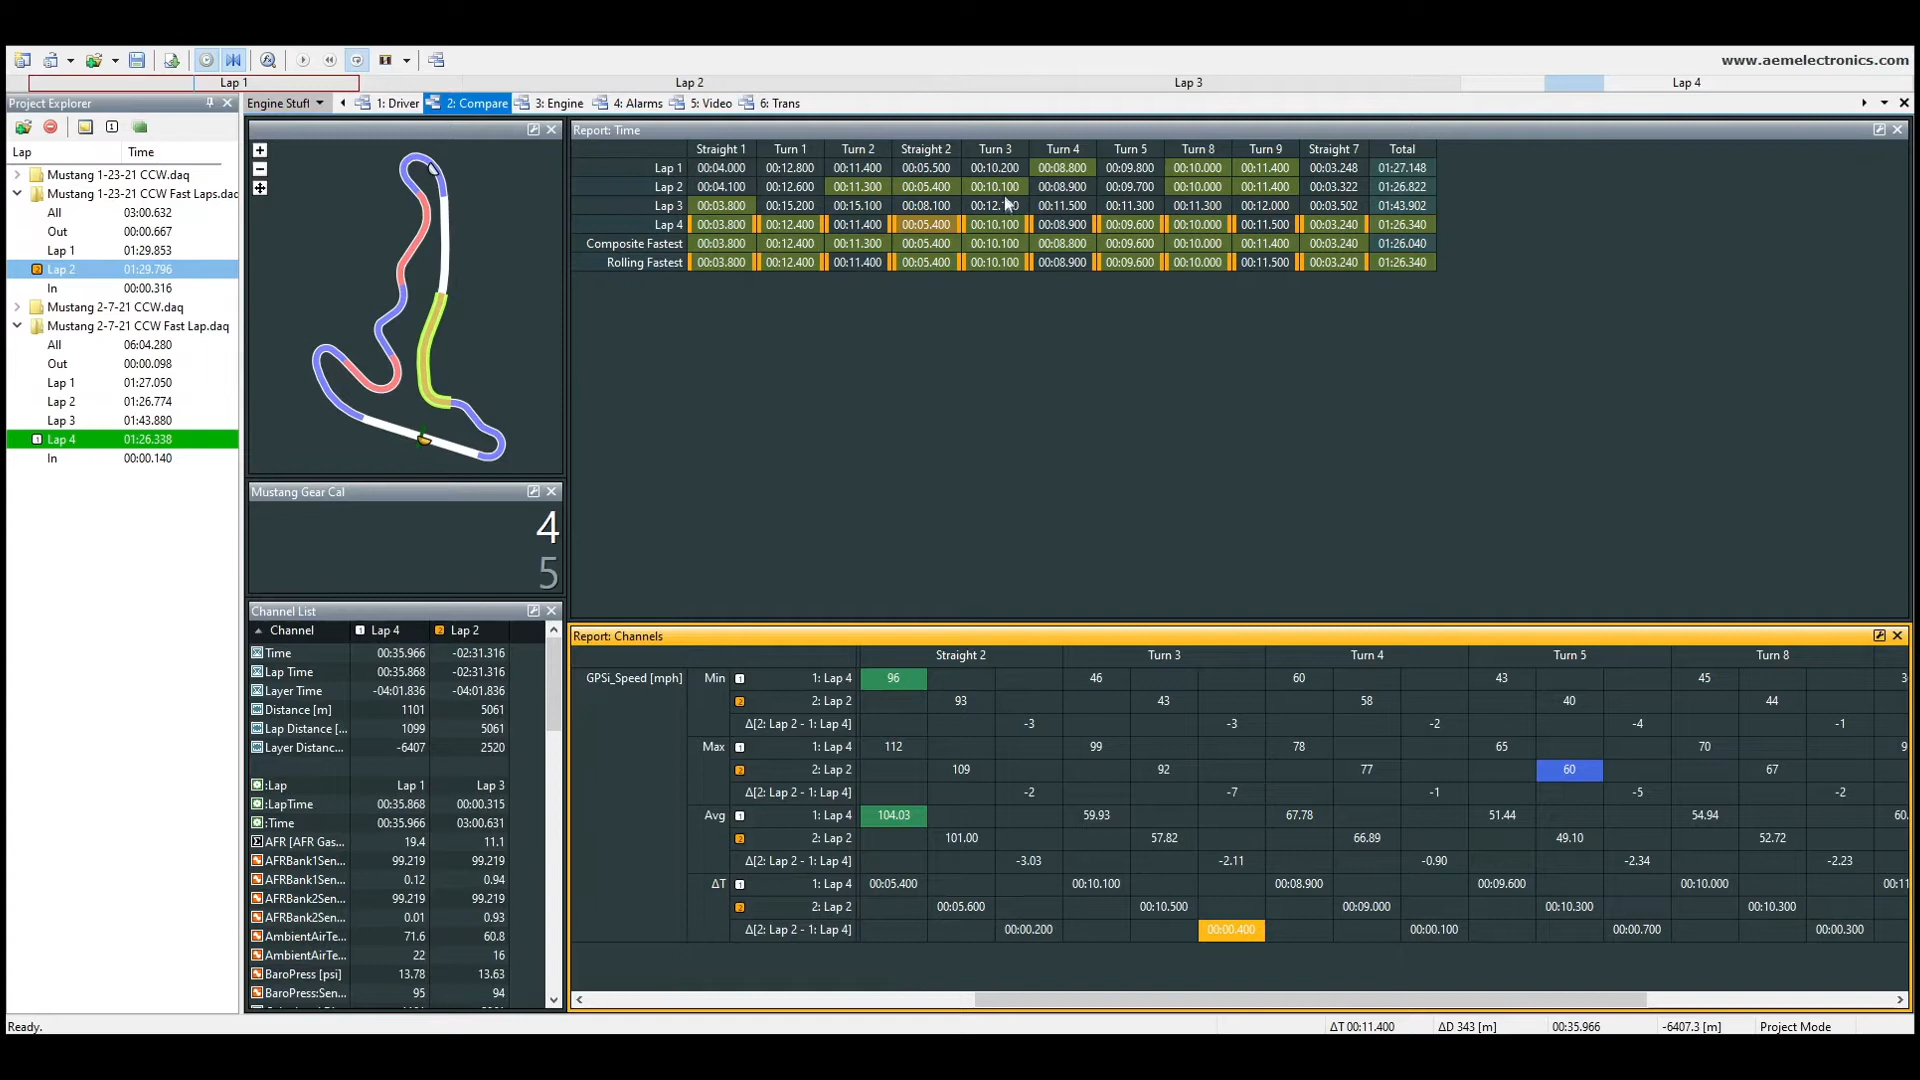 www.aemelectronics.com
Lap 1 Lap 2 Lap 3 Lap 4
Project Explorer
Engine Stuff 1: Driver 2: Compare 3: Engine 4: Alarms 5: Video 6: Trans
Lap Time
Mustang 1-23-21 CCW.daq
Mustang 1-23-21 CCW Fast Laps.daq
All 03:00.632
Out 00:00.667
Lap 1 01:29.853
Lap 2 01:29.796
In 00:00.316
Mustang 2-7-21 CCW.daq
Mustang 2-7-21 CCW Fast Lap.daq
All 06:04.280
Out 00:00.098
Lap 1 01:27.050
Lap 2 01:26.774
Lap 3 01:43.880
1 Lap 4 01:26.338
In 00:00.140
Mustang Gear Cal
4
5
Channel List
Channel 1 Lap 4 2 Lap 2
Time 00:35.966 -02:31.316
Lap Time 00:35.868 -02:31.316
Layer Time -04:01.836 -04:01.836
Distance [m] 1101 5061
Lap Distance [... 1099 5061
Layer Distanc... -6407 2520
:Lap Lap 1 Lap 3
:LapTime 00:35.868 00:00.315
:Time 00:35.966 03:00.631
AFR [AFR Gas... 19.4 11.1
AFRBank1Sen... 99.219 99.219
AFRBank1Sen... 0.12 0.94
AFRBank2Sen... 99.219 99.219
AFRBank2Sen... 0.01 0.93
AmbientAirTe... 71.6 60.8
AmbientAirTe... 22 16
BaroPress [psi] 13.78 13.63
BaroPress:Sen... 95 94
Report: Time
Straight 1 Turn 1 Turn 2 Straight 2 Turn 3 Turn 4 Turn 5 Turn 8 Turn 9 Straight 7 Total
Lap 1 00:04.000 00:12.800 00:11.400 00:05.500 00:10.200 00:08.800 00:09.800 00:10.000 00:11.400 00:03.248 01:27.148
Lap 2 00:04.100 00:12.600 00:11.300 00:05.400 00:10.100 00:08.900 00:09.700 00:10.000 00:11.400 00:03.322 01:26.822
Lap 3 00:03.800 00:15.200 00:15.100 00:08.100 00:11.500 00:11.300 00:11.300 00:12.000 00:03.502 01:43.902
Lap 4 00:03.800 00:12.400 00:11.400 00:05.400 00:10.100 00:08.900 00:09.600 00:10.000 00:11.500 00:03.240 01:26.340
Composite Fastest 00:03.800 00:12.400 00:11.300 00:05.400 00:10.100 00:08.800 00:09.600 00:10.000 00:11.400 00:03.240 01:26.040
Rolling Fastest 00:03.800 00:12.400 00:11.400 00:05.400 00:10.100 00:08.900 00:09.600 00:10.000 00:11.500 00:03.240 01:26.340
Report: Channels
Straight 2 Turn 3 Turn 4 Turn 5 Turn 8
GPSi_Speed [mph] Min 1 1: Lap 4 96 46 60 43 45
2 2: Lap 2 93 43 58 40 44
Δ[2: Lap 2 - 1: Lap 4] -3 -3 -2 -4 -1
Max 1 1: Lap 4 112 99 78 65 70
2 2: Lap 2 109 92 77 60 67
Δ[2: Lap 2 - 1: Lap 4] -2 -7 -1 -5 -2
Avg 1 1: Lap 4 104.03 59.93 67.78 51.44 54.94
2 2: Lap 2 101.00 57.82 66.89 49.10 52.72
Δ[2: Lap 2 - 1: Lap 4] -3.03 -2.11 -0.90 -2.34 -2.23
ΔT 1 1: Lap 4 00:05.400 00:10.100 00:08.900 00:09.600 00:10.000
2 2: Lap 2 00:05.600 00:10.500 00:09.000 00:10.300 00:10.300
Δ[2: Lap 2 - 1: Lap 4] 00:00.200 00:00.400 00:00.100 00:00.700 00:00.300
Ready. ΔT 00:11.400 ΔD 343 [m] 00:35.966 -6407.3 [m] Project Mode